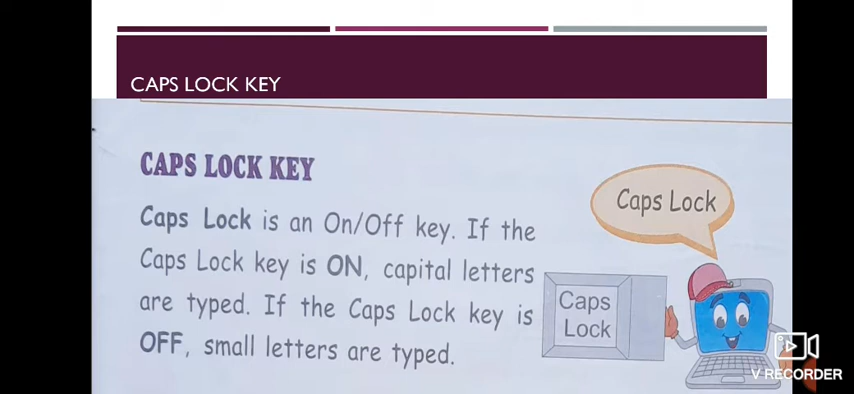 CAPS LOCK KEY
CAPS LOCK KEY
Caps Lock is an On/Off key. If the
Caps Lock key is ON, capital letters
are typed. If the Caps Lock key is
OFF, small letters are typed.
Caps Lock
Caps
Lock
V RECORDER